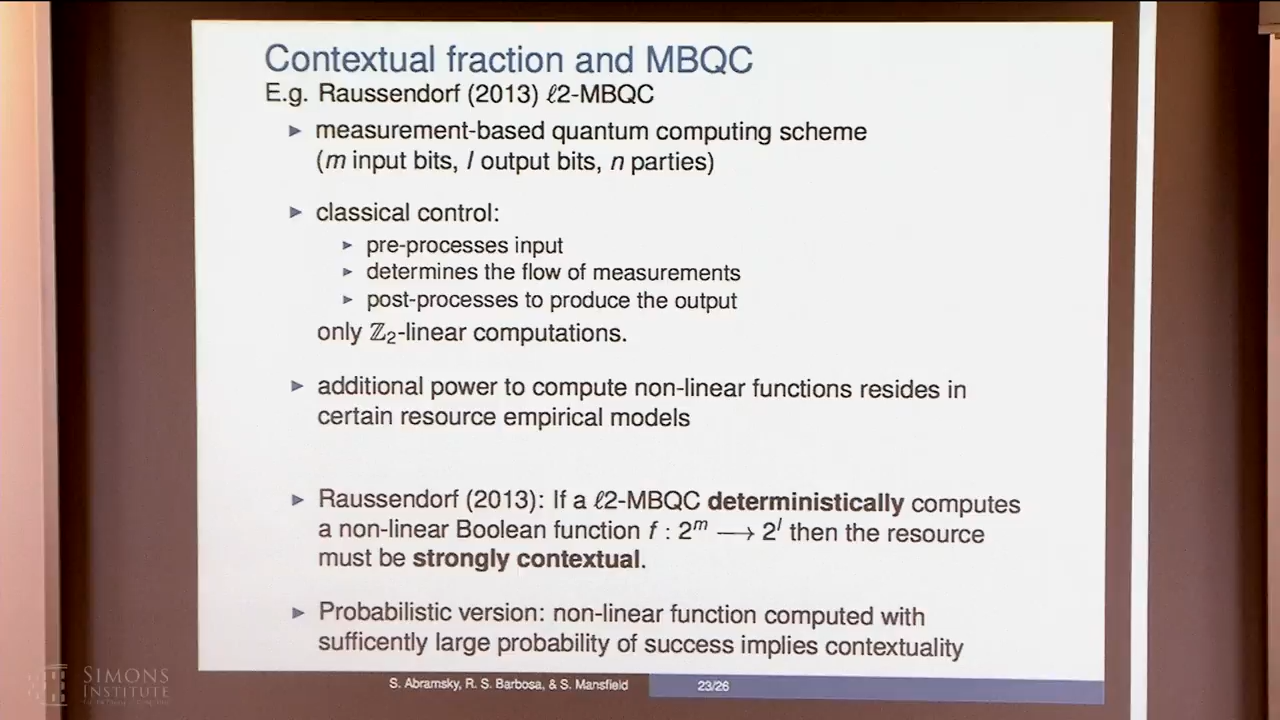 Contextual fraction and MBQC
E.g. Raussendorf (2013) ℓ2-MBQC
▸ measurement-based quantum computing scheme
(m input bits, l output bits, n parties)
▸ classical control:
▸ pre-processes input
▸ determines the flow of measurements
▸ post-processes to produce the output
only ℤ₂-linear computations.
▸ additional power to compute non-linear functions resides in
certain resource empirical models
▸ Raussendorf (2013): If a ℓ2-MBQC deterministically computes
a non-linear Boolean function f : 2ᵐ ⟶ 2ˡ then the resource
must be strongly contextual.
▸ Probabilistic version: non-linear function computed with
sufficently large probability of success implies contextuality
S. Abramsky, R. S. Barbosa, & S. Mansfield
23/26
SIMONS
INSTITUTE